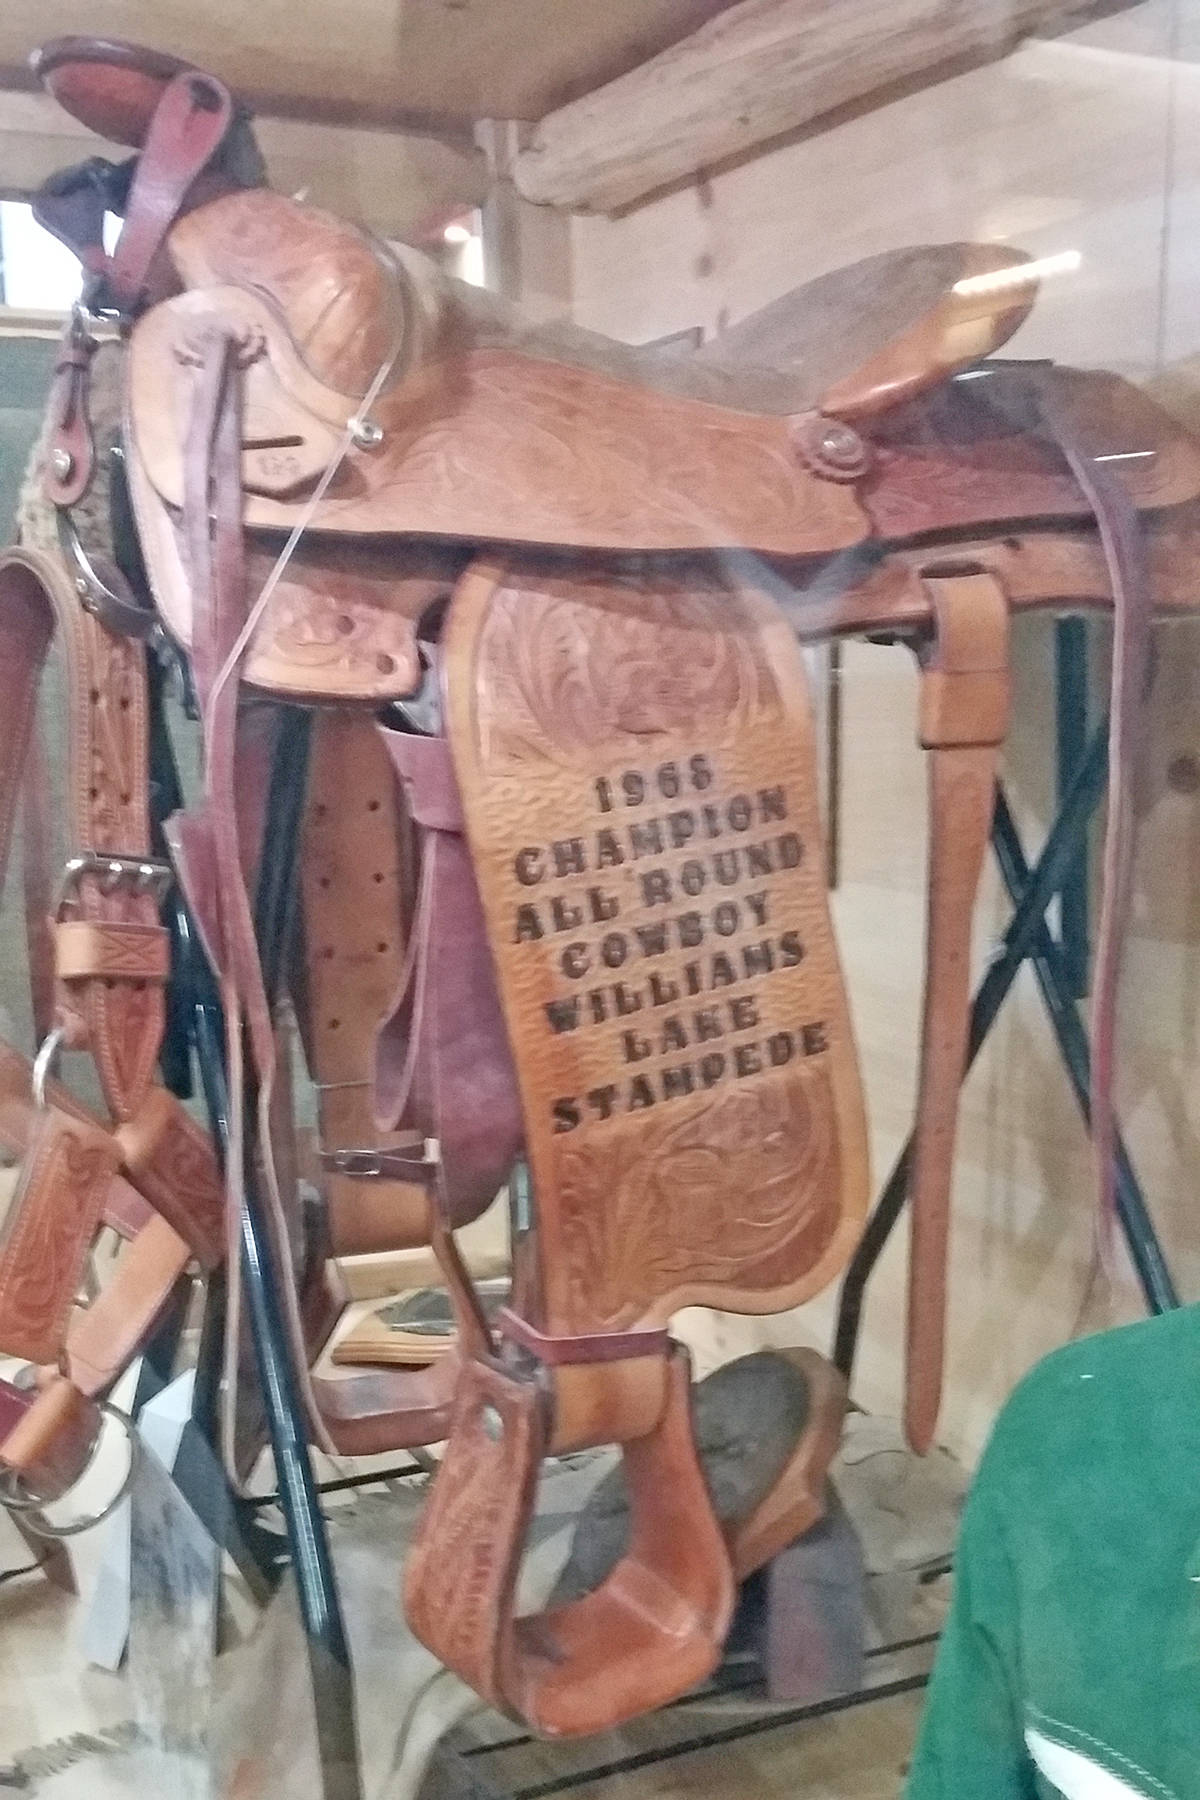 1968
CHAMPION
ALL ROUND
COWBOY
WILLIAMS
LAKE
STAMPEDE